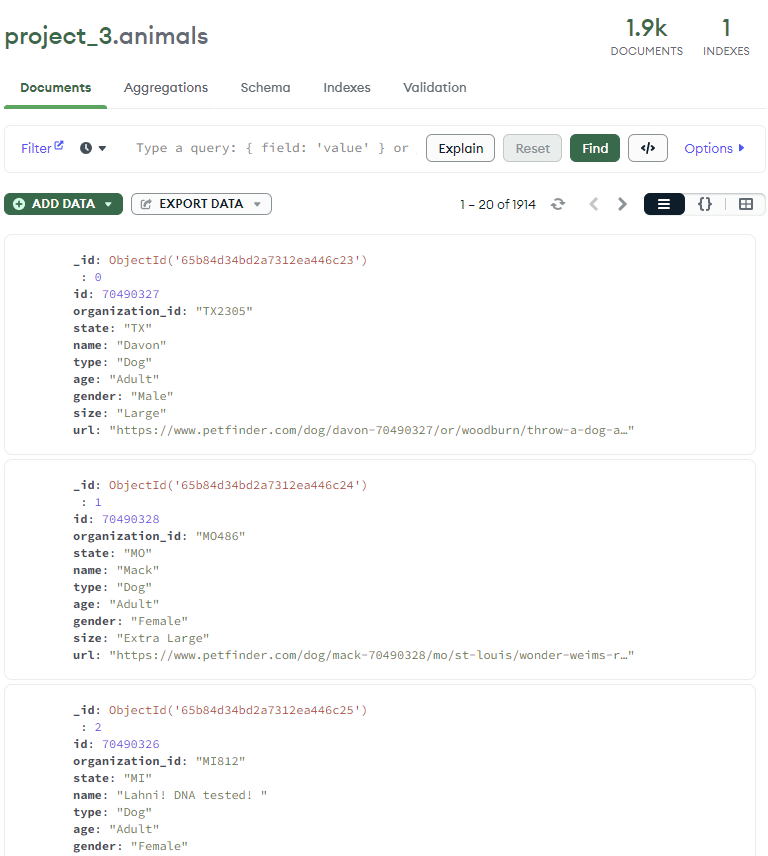 project_3.animals
1.9k
DOCUMENTS
1
INDEXES
Documents
Aggregations
Schema
Indexes
Validation
Filter
Type a query: { field: 'value' } or
Explain
Reset
Find
</>
Options
ADD DATA
EXPORT DATA
1 – 20 of 1914
{}
_id: ObjectId('65b84d34bd2a7312ea446c23')
: 0
id: 70490327
organization_id: "TX2305"
state: "TX"
name: "Davon"
type: "Dog"
age: "Adult"
gender: "Male"
size: "Large"
url: "https://www.petfinder.com/dog/davon-70490327/or/woodburn/throw-a-dog-a…"
_id: ObjectId('65b84d34bd2a7312ea446c24')
: 1
id: 70490328
organization_id: "MO486"
state: "MO"
name: "Mack"
type: "Dog"
age: "Adult"
gender: "Female"
size: "Extra Large"
url: "https://www.petfinder.com/dog/mack-70490328/mo/st-louis/wonder-weims-r…"
_id: ObjectId('65b84d34bd2a7312ea446c25')
: 2
id: 70490326
organization_id: "MI812"
state: "MI"
name: "Lahni! DNA tested! "
type: "Dog"
age: "Adult"
gender: "Female"